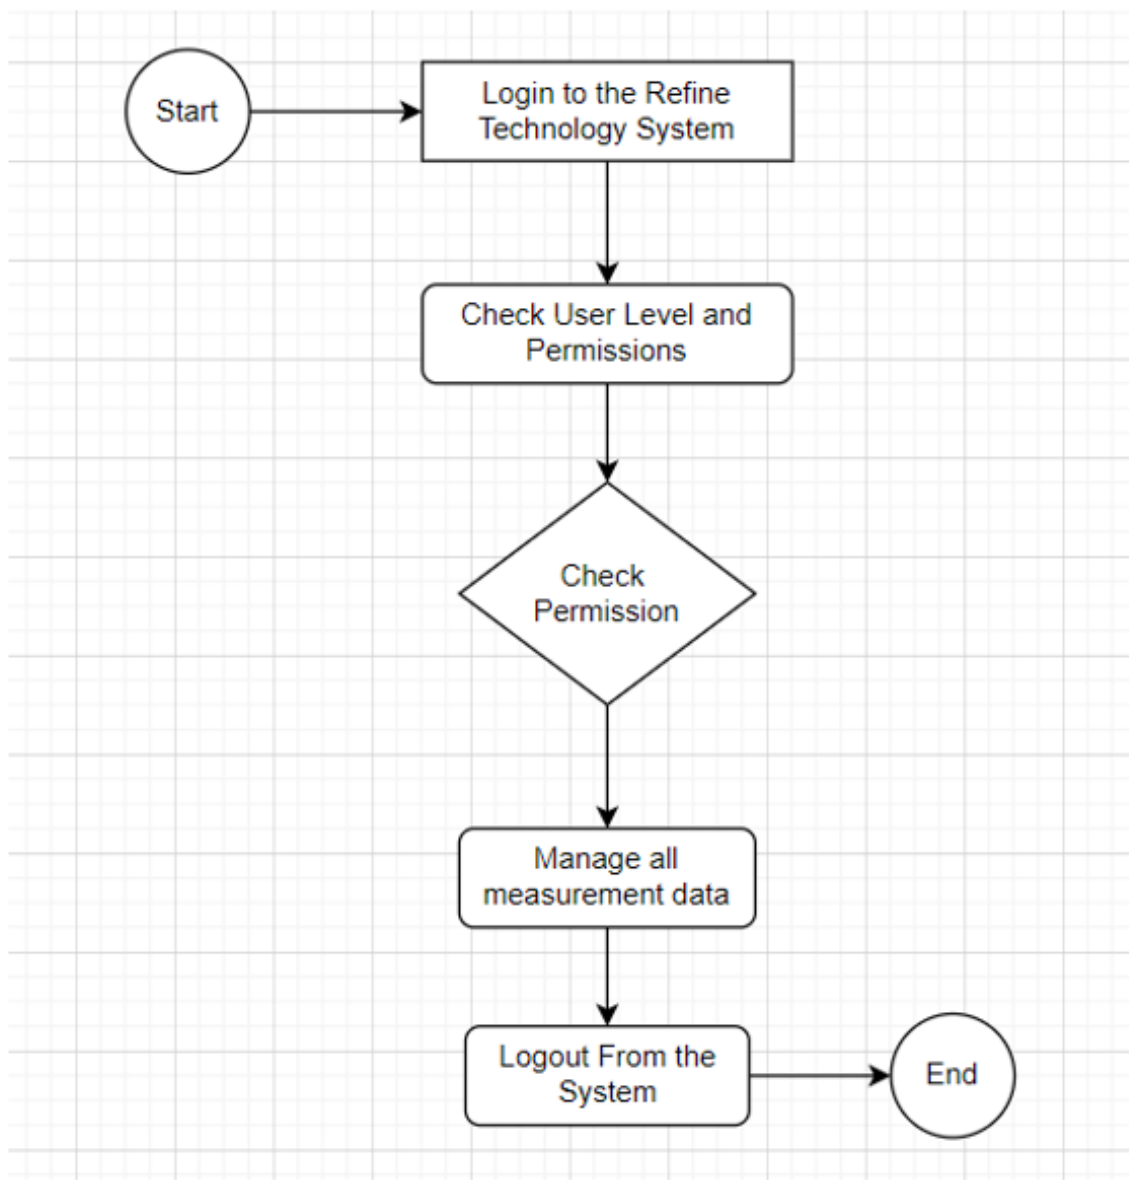 Start
Login to the Refine
Technology System
Check User Level and
Permissions
Check
Permission
Manage all
measurement data
Logout From the
System
End